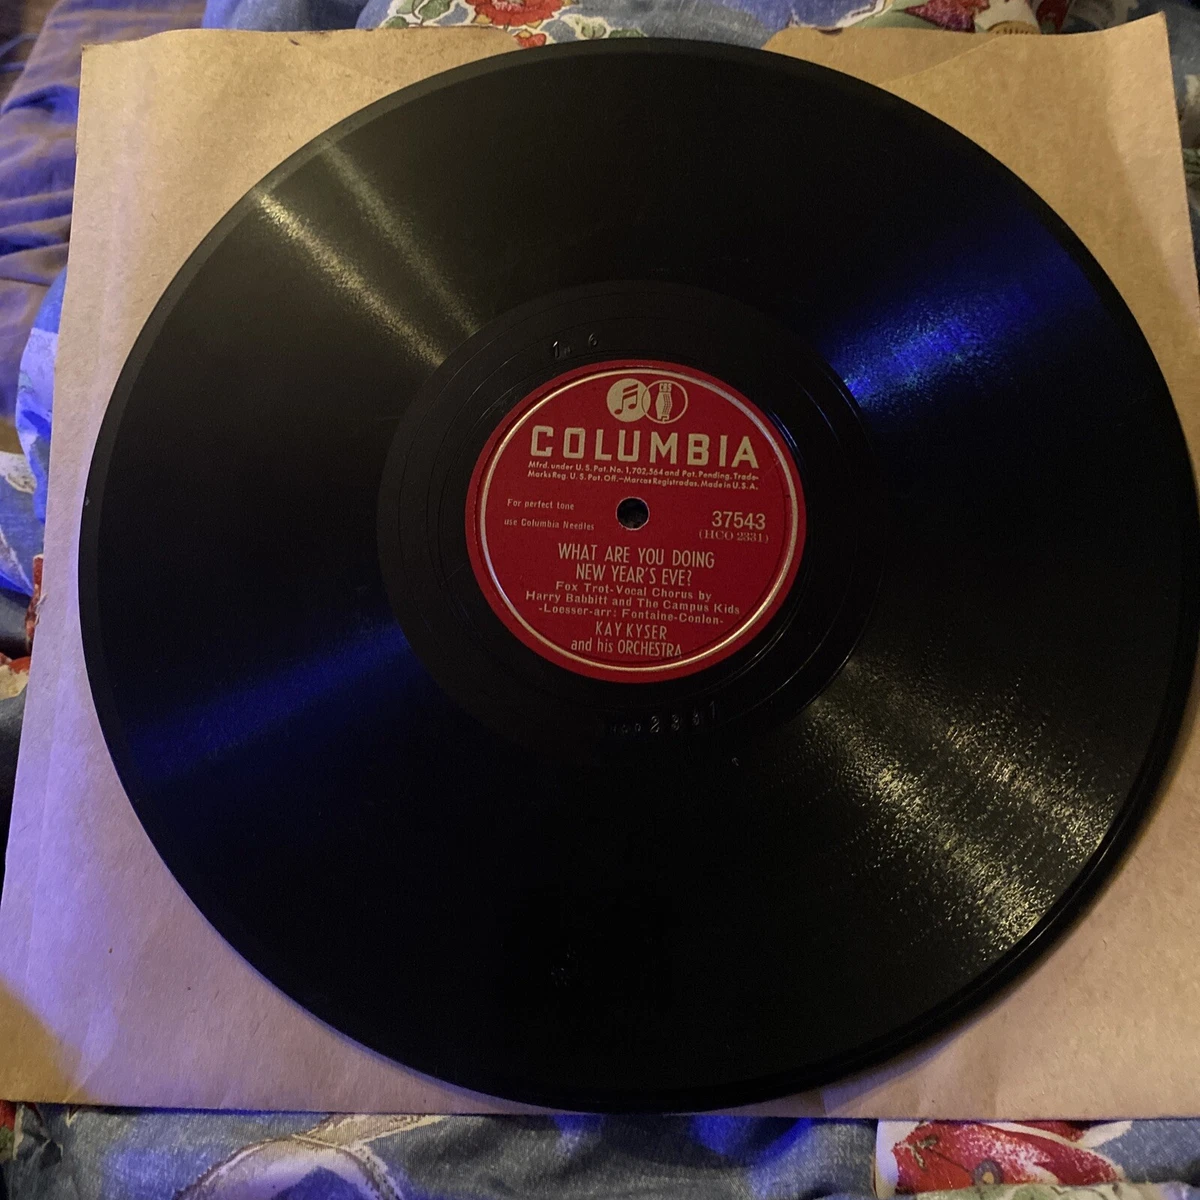 CBS
COLUMBIA
Mfrd. under U.S. Pat. No. 1,702,564 and Pat. Pending. Trade-
Marks Reg. U.S. Pat. Off.—Marcas Registradas. Made in U.S.A.
For perfect tone
use Columbia Needles
37543
(HCO 2331)
WHAT ARE YOU DOING
NEW YEAR'S EVE?
Fox Trot-Vocal Chorus by
Harry Babbitt and The Campus Kids
-Loesser-arr: Fontaine-Conlon-
KAY KYSER
and his ORCHESTRA